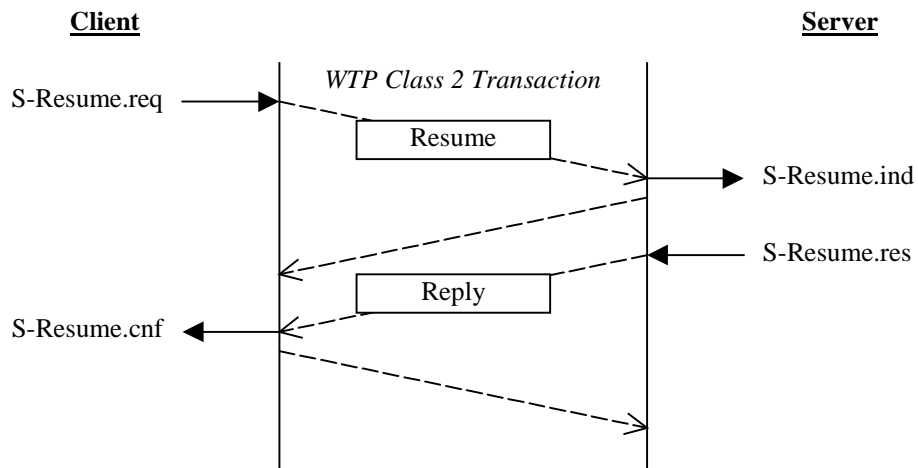 Client
Server
WTP Class 2 Transaction
S-Resume.req
Resume
S-Resume.ind
S-Resume.res
Reply
S-Resume.cnf